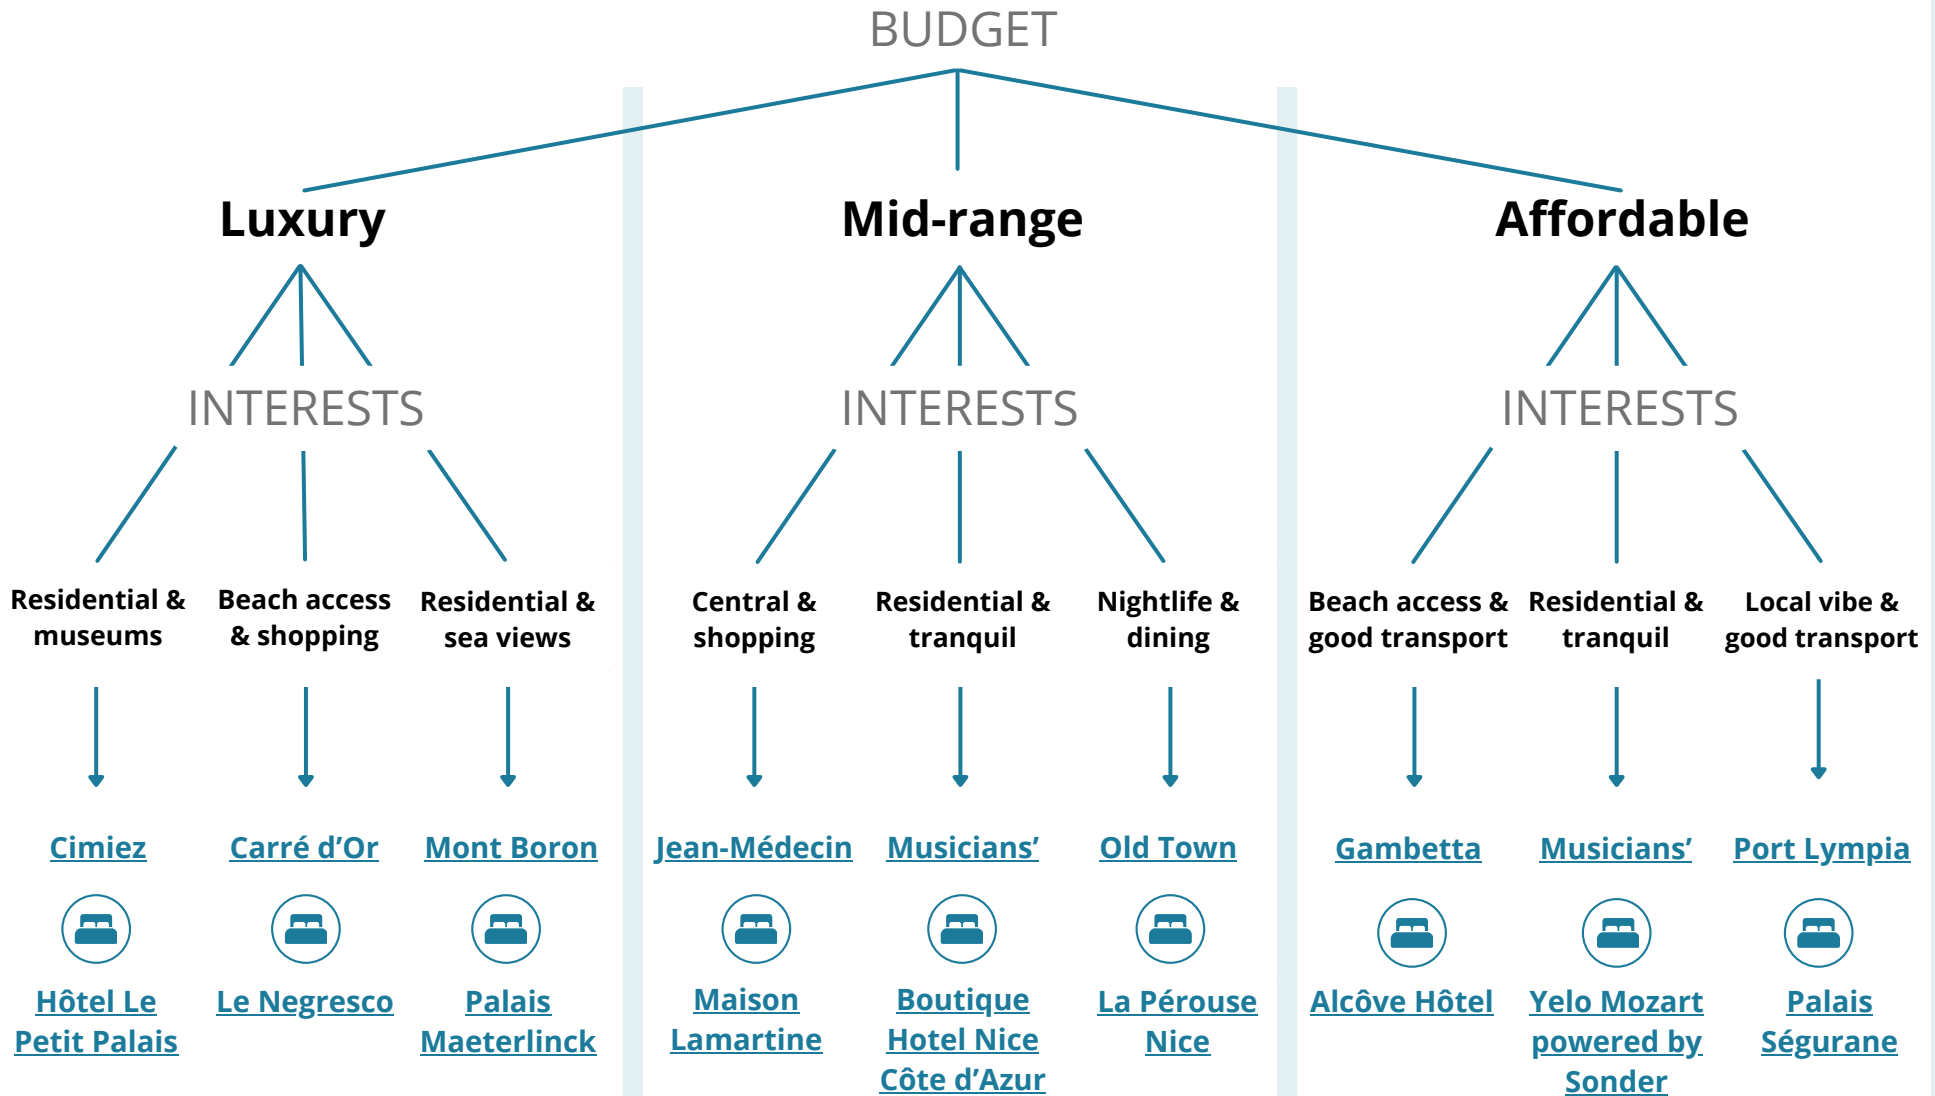 BUDGET
Luxury
Mid-range
Affordable
INTERESTS
INTERESTS
INTERESTS
Residential &
museums
Beach access
& shopping
Residential &
sea views
Central &
shopping
Residential &
tranquil
Nightlife &
dining
Beach access &
good transport
Residential &
tranquil
Local vibe &
good transport
Cimiez
Carré d’Or
Mont Boron
Jean-Médecin
Musicians’
Old Town
Gambetta
Musicians’
Port Lympia
Hôtel Le
Petit Palais
Le Negresco
Palais
Maeterlinck
Maison
Lamartine
Boutique
Hotel Nice
Côte d’Azur
La Pérouse
Nice
Alcôve Hôtel
Yelo Mozart
powered by
Sonder
Palais
Ségurane